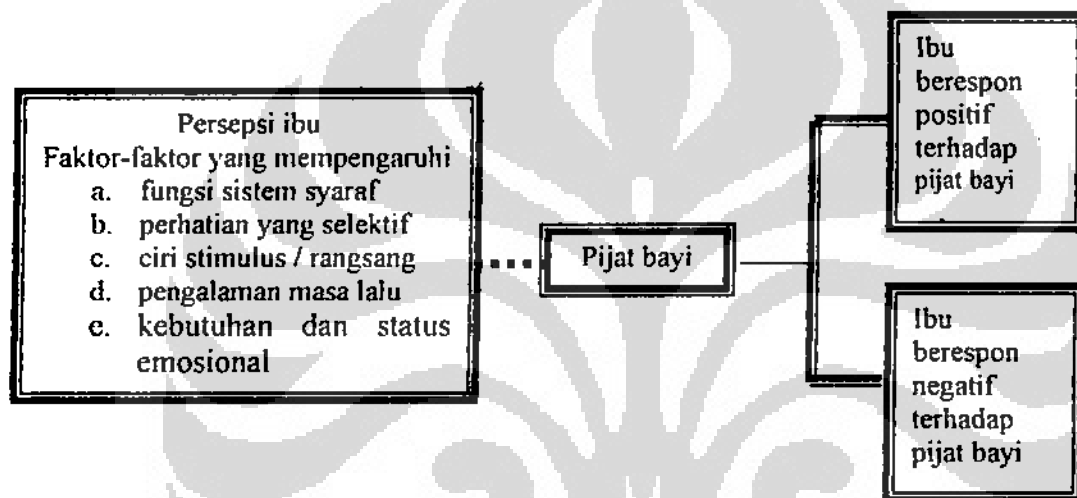 Persepsi ibu
Faktor-faktor yang mempengaruhi
a. fungsi sistem syaraf
b. perhatian yang selektif
c. ciri stimulus / rangsang
d. pengalaman masa lalu
e. kebutuhan dan status
emosional
Pijat bayi
Ibu
berespon
positif
terhadap
pijat bayi
Ibu
berespon
negatif
terhadap
pijat bayi